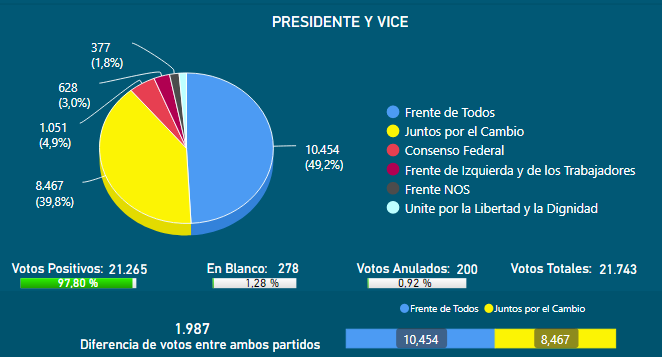 PRESIDENTE Y VICE
377
(1,8%)
628
(3,0%)
1.051
(4,9%)
8.467
(39,8%)
10.454
(49,2%)
Frente de Todos
Juntos por el Cambio
Consenso Federal
Frente de Izquierda y de los Trabajadores
Frente NOS
Unite por la Libertad y la Dignidad
Votos Positivos: 21.265
97,80 %
En Blanco: 278
1,28 %
Votos Anulados: 200
0,92 %
Votos Totales: 21.743
Frente de Todos Juntos por el Cambio
1.987
Diferencia de votos entre ambos partidos
10,454 8,467